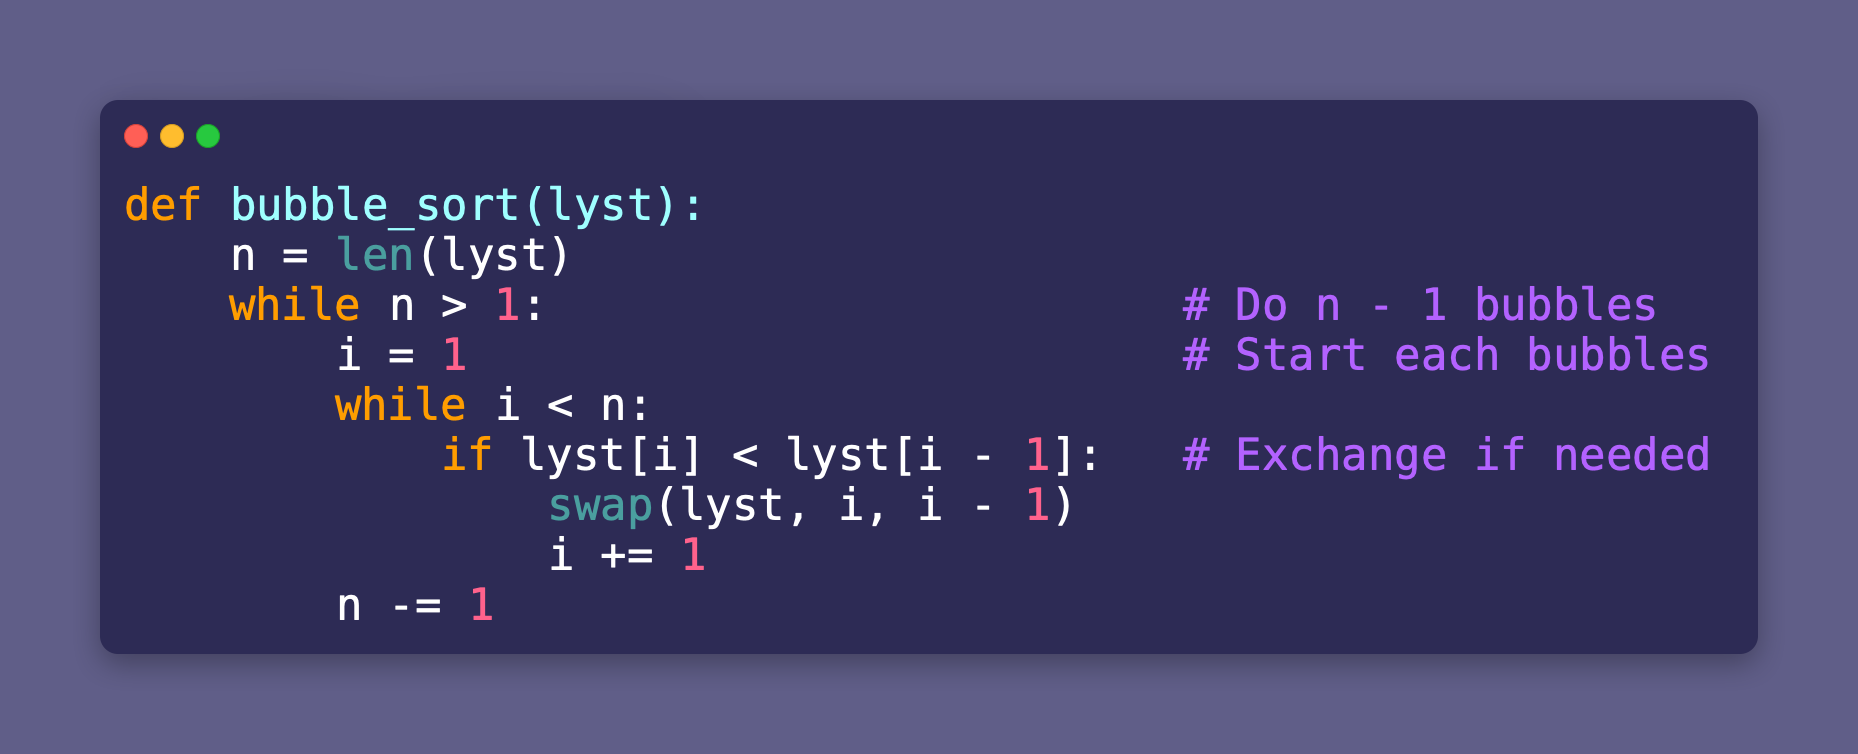 def bubble_sort(lyst):
    n = len(lyst)
    while n > 1:                        # Do n - 1 bubbles
        i = 1                           # Start each bubbles
        while i < n:
            if lyst[i] < lyst[i - 1]:   # Exchange if needed
                swap(lyst, i, i - 1)
                i += 1
        n -= 1